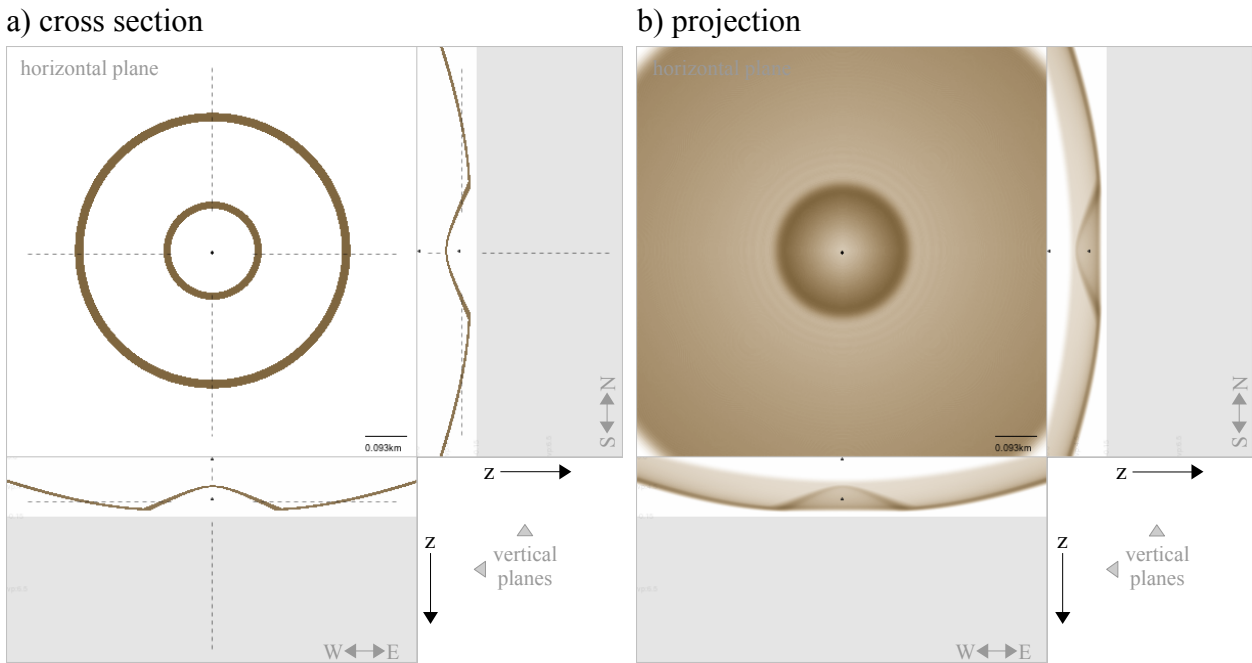 a) cross section
b) projection
horizontal plane
horizontal plane
0.093km
0.093km
S N
S N
z
z
z
z
vertical
planes
vertical
planes
W E
W E